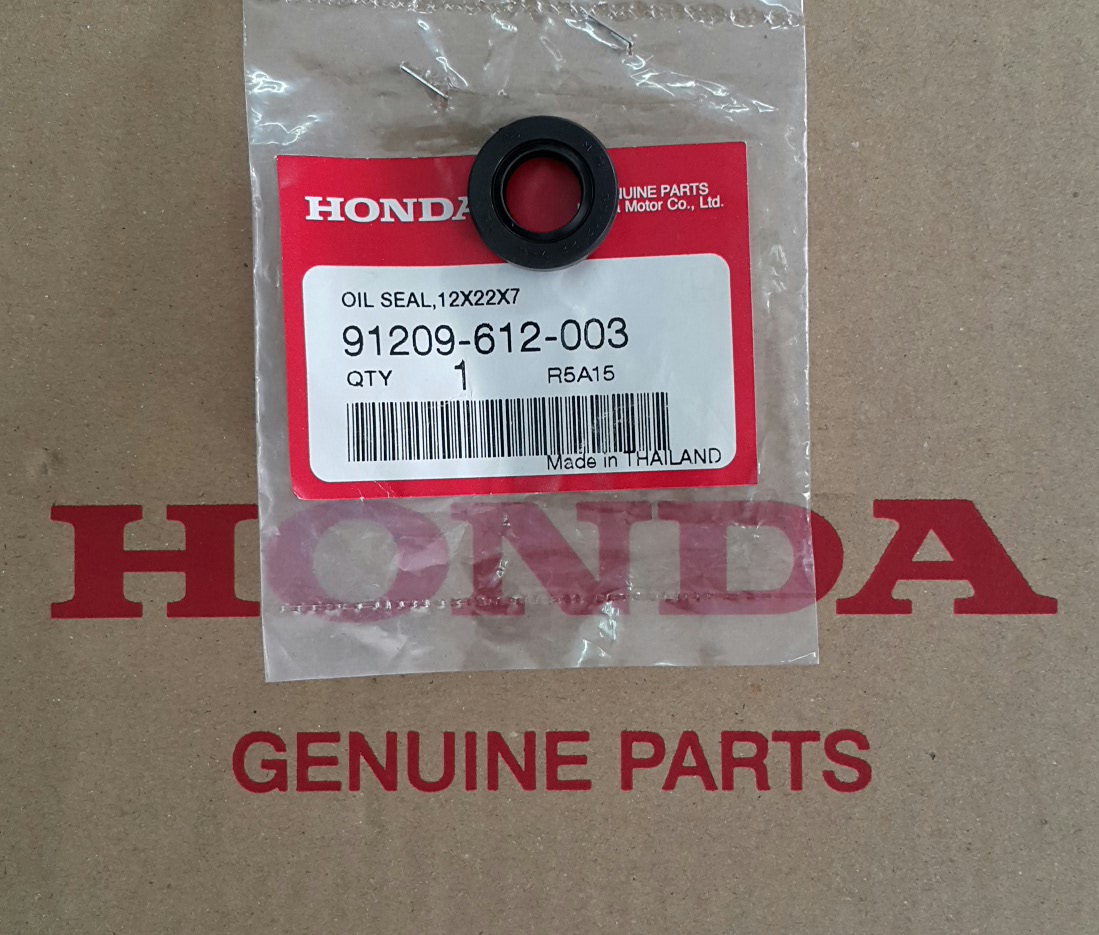 HONDA
GENUINE PARTS
Motor Co., Ltd.
OIL SEAL,12X22X7
91209-612-003
QTY 1 R5A15
Made in THAILAND
HONDA
GENUINE PARTS